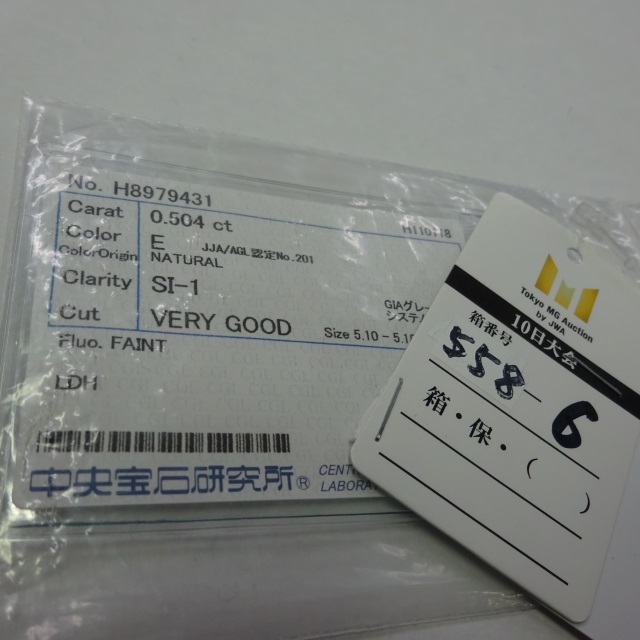 No. H8979431
Carat 0.504 ct
Color E JJA/AGL認定No.201
ColorOrigin NATURAL
Clarity SI-1
GIAグレ
システ
Cut VERY GOOD Size 5.10 - 5.1
Fluo. FAINT
LDH
中央宝石研究所® CENT
LABORA
Tokyo MG Auction
by JWA
10日大会
箱番号
558-6
箱・保・( )